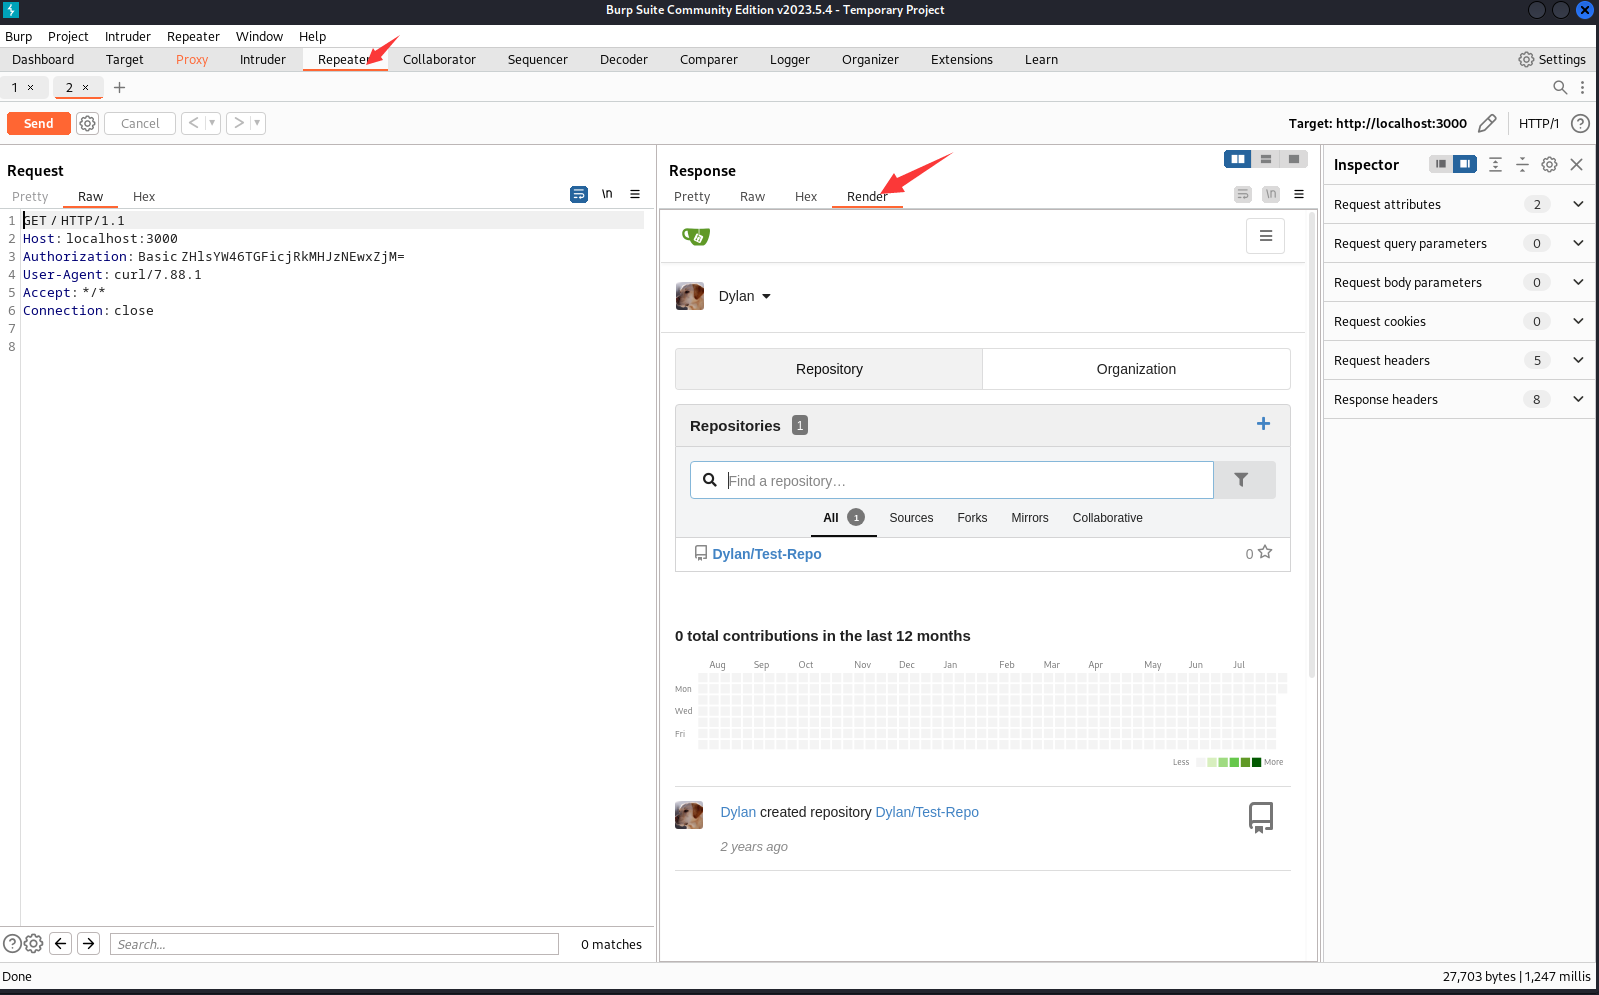 Burp Suite Community Edition v2023.5.4 - Temporary Project
Burp Project Intruder Repeater Window Help
Dashboard Target Proxy Intruder Repeater Collaborator Sequencer Decoder Comparer Logger Organizer Extensions Learn Settings
1 × 2 × +
Send Cancel < > Target: http://localhost:3000 HTTP/1 ?
Request
Pretty Raw Hex \n
1 GET / HTTP/1.1
2 Host: localhost:3000
3 Authorization: Basic ZHlsYW46TGFicjRkMHJzNEwxZjM=
4 User-Agent: curl/7.88.1
5 Accept: */*
6 Connection: close
7
8
Search...
0 matches
Response
Pretty Raw Hex Render \n
Dylan
Repository Organization
Repositories 1 +
Find a repository…
All 1 Sources Forks Mirrors Collaborative
Dylan/Test-Repo 0
0 total contributions in the last 12 months
Aug Sep Oct Nov Dec Jan Feb Mar Apr May Jun Jul
Mon
Wed
Fri
Less More
Dylan created repository Dylan/Test-Repo
2 years ago
Inspector
Request attributes 2
Request query parameters 0
Request body parameters 0
Request cookies 0
Request headers 5
Response headers 8
Done
27,703 bytes | 1,247 millis